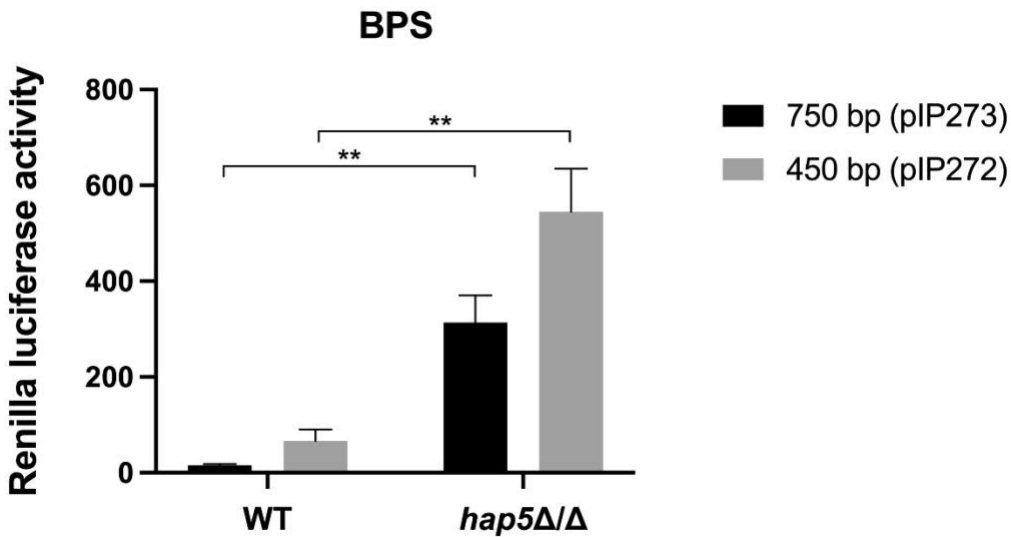 BPS
Renilla luciferase activity
800
600
400
200
0
**
**
WT
hap5Δ/Δ
750 bp (pIP273)
450 bp (pIP272)